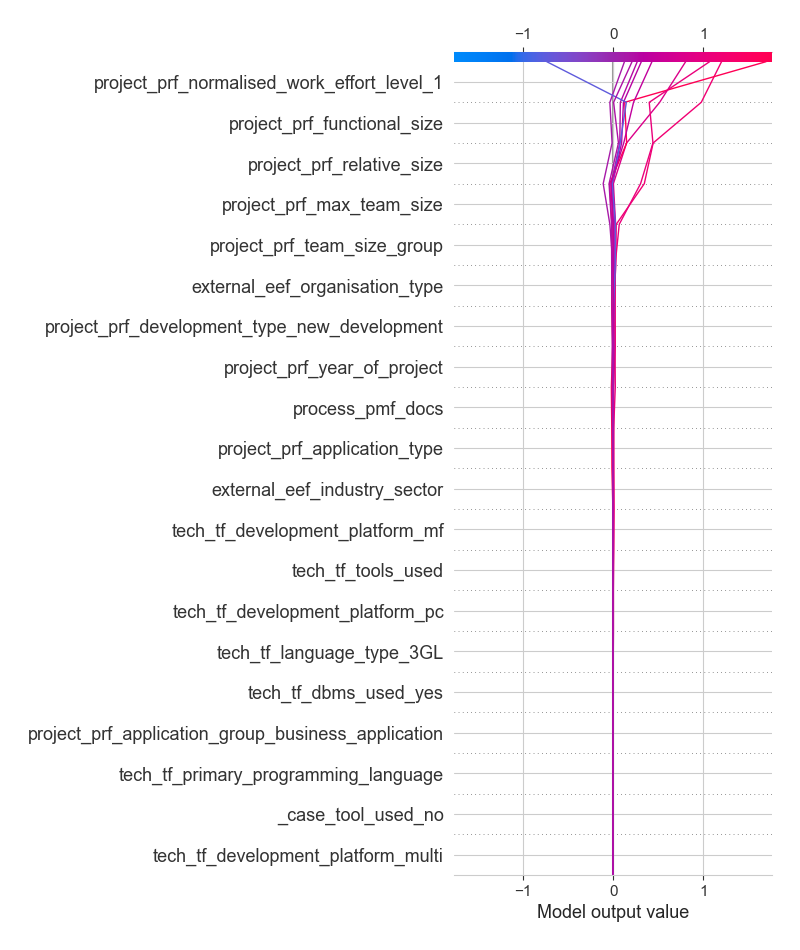 −1 0 1
project_prf_normalised_work_effort_level_1
project_prf_functional_size
project_prf_relative_size
project_prf_max_team_size
project_prf_team_size_group
external_eef_organisation_type
project_prf_development_type_new_development
project_prf_year_of_project
process_pmf_docs
project_prf_application_type
external_eef_industry_sector
tech_tf_development_platform_mf
tech_tf_tools_used
tech_tf_development_platform_pc
tech_tf_language_type_3GL
tech_tf_dbms_used_yes
project_prf_application_group_business_application
tech_tf_primary_programming_language
_case_tool_used_no
tech_tf_development_platform_multi
−1 0 1
Model output value